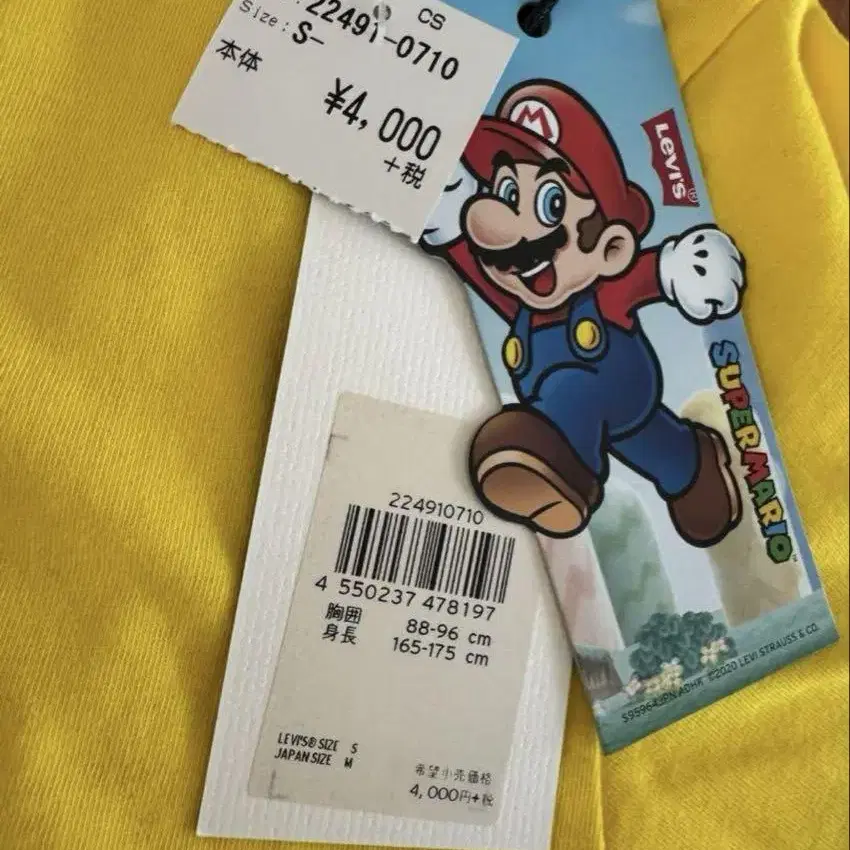 CS
22491-0710
Size: S-
本体
¥4,000
+税
LEVI'S®
SUPER MARIO
224910710
4 550237 478197
胸囲 88-96 cm
身長 165-175 cm
LEVI'S® SIZE S
JAPAN SIZE M
希望小売価格
4,000円+税
©2020 LEVI STRAUSS & CO.